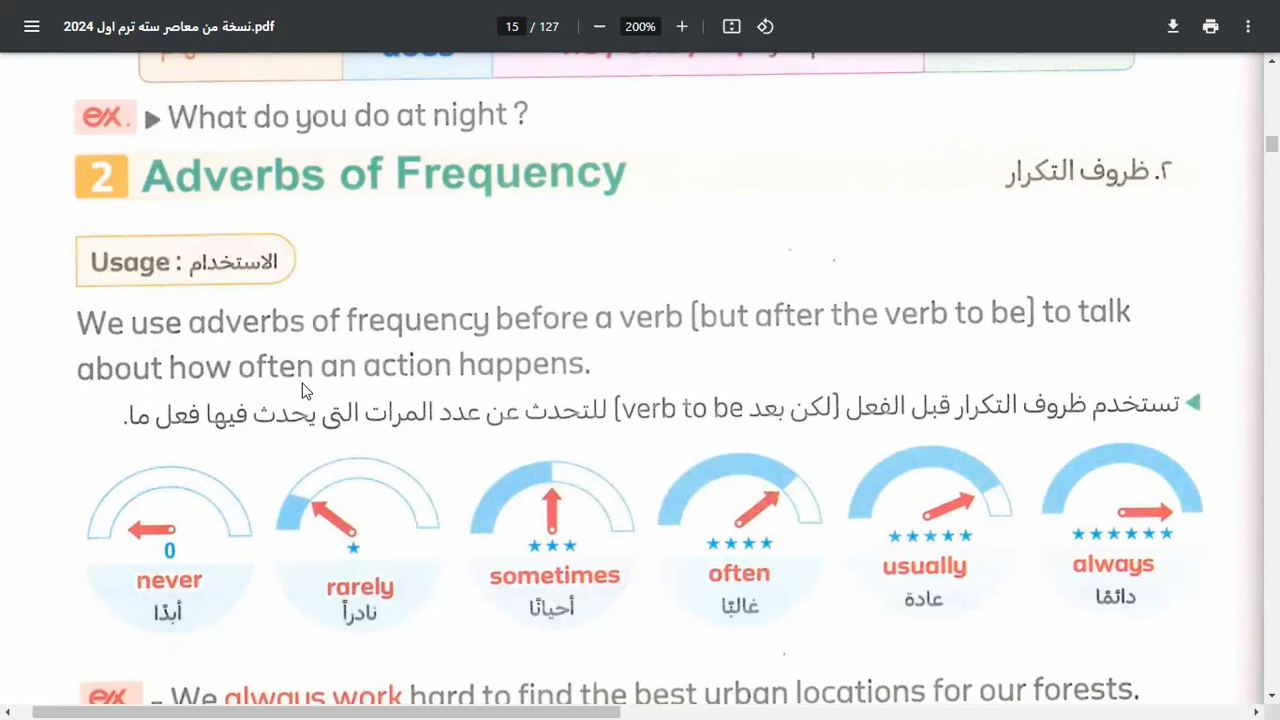 نسخة من معاصر سته ترم اول 2024.pdf
15 / 127
200%
does
ex. ▶ What do you do at night ?
2 Adverbs of Frequency
٢. ظروف التكرار
Usage : الاستخدام
We use adverbs of frequency before a verb [but after the verb to be] to talk
about how often an action happens.
◀ تستخدم ظروف التكرار قبل الفعل [لكن بعد verb to be] للتحدث عن عدد المرات التى يحدث فيها فعل ما.
0
never
أبدًا
★
rarely
نادراً
★★★
sometimes
أحيانًا
★★★★
often
غالبًا
★★★★★
usually
عادة
★★★★★★
always
دائمًا
ex – We always work hard to find the best urban locations for our forests.